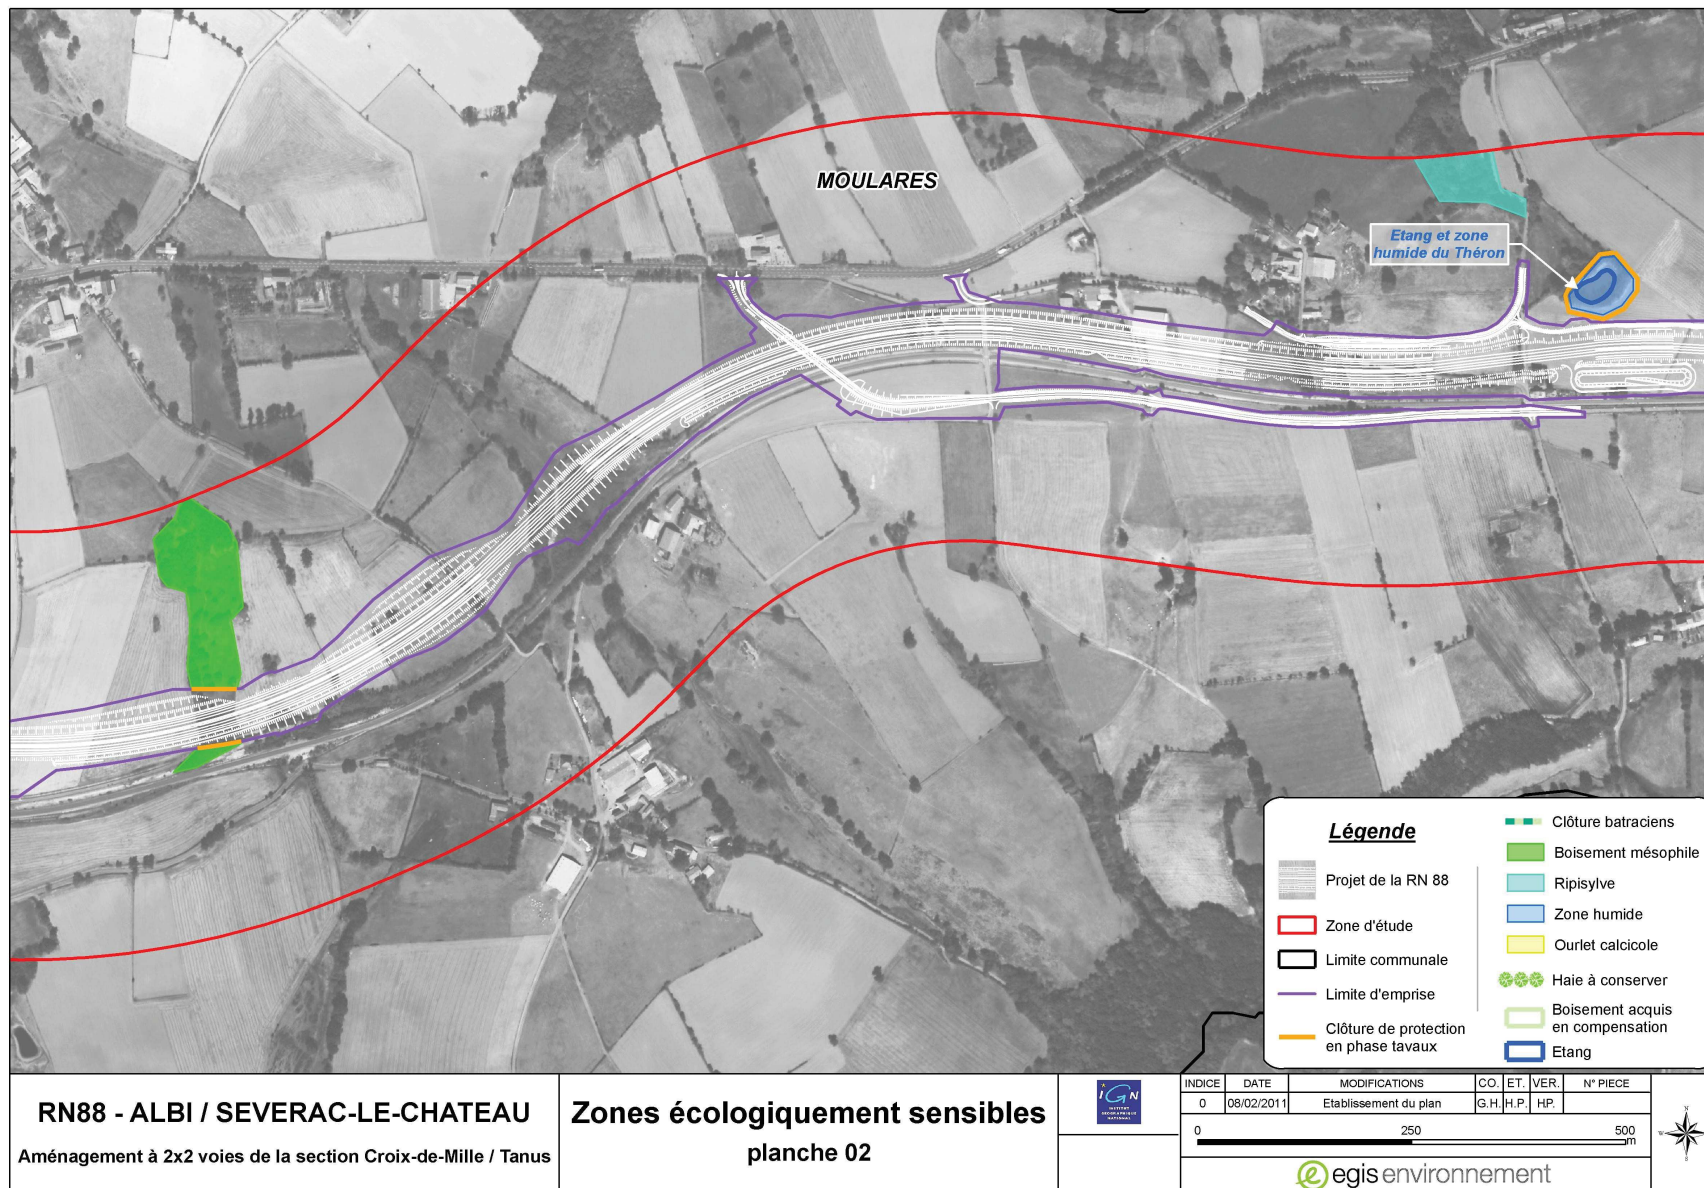 MOULARES
Etang et zone
humide du Théron
Légende
Projet de la RN 88
Zone d'étude
Limite communale
Limite d'emprise
Clôture de protection
en phase tavaux
Clôture batraciens
Boisement mésophile
Ripisylve
Zone humide
Ourlet calcicole
Haie à conserver
Boisement acquis
en compensation
Etang
RN88 - ALBI / SEVERAC-LE-CHATEAU
Aménagement à 2x2 voies de la section Croix-de-Mille / Tanus
Zones écologiquement sensibles
planche 02
IGN
INSTITUT
GEOGRAPHIQUE
NATIONAL
INDICE DATE MODIFICATIONS CO. ET. VER. N° PIECE
0 08/02/2011 Etablissement du plan G.H. H.P. HP.
0 250 500
m
egis environnement
N
W E
S